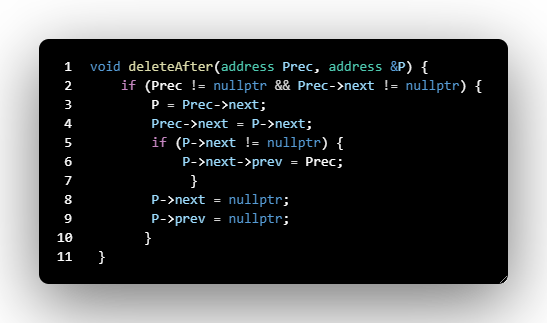 1 void deleteAfter(address Prec, address &P) {
2     if (Prec != nullptr && Prec->next != nullptr) {
3         P = Prec->next;
4         Prec->next = P->next;
5         if (P->next != nullptr) {
6             P->next->prev = Prec;
7              }
8         P->next = nullptr;
9         P->prev = nullptr;
10        }
11  }